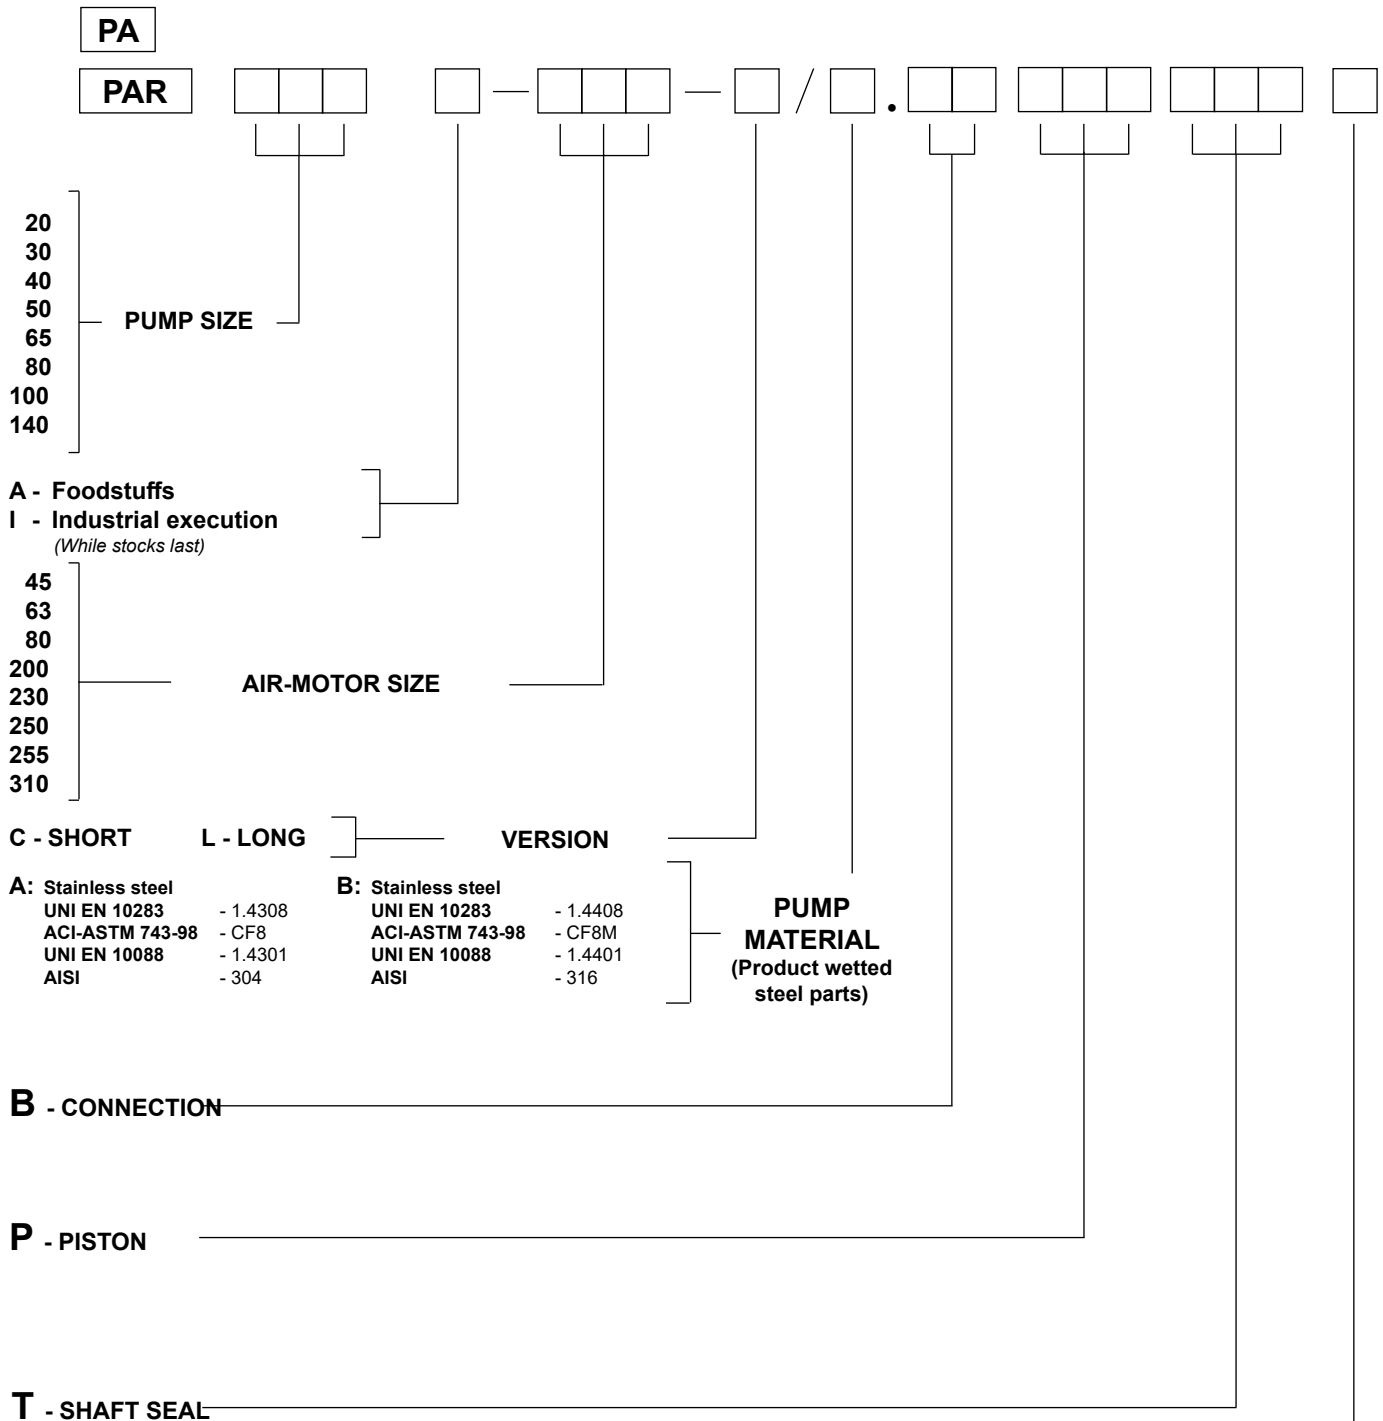 PA
PAR — — / .
20
30
40
50
65
80
100
140
PUMP SIZE
A - Foodstuffs
I - Industrial execution
(While stocks last)
45
63
80
200
230
250
255
310
AIR-MOTOR SIZE
C - SHORT L - LONG VERSION
A: Stainless steel
UNI EN 10283 - 1.4308
ACI-ASTM 743-98 - CF8
UNI EN 10088 - 1.4301
AISI - 304
B: Stainless steel
UNI EN 10283 - 1.4408
ACI-ASTM 743-98 - CF8M
UNI EN 10088 - 1.4401
AISI - 316
PUMP
MATERIAL
(Product wetted
steel parts)
B - CONNECTION
P - PISTON
T - SHAFT SEAL